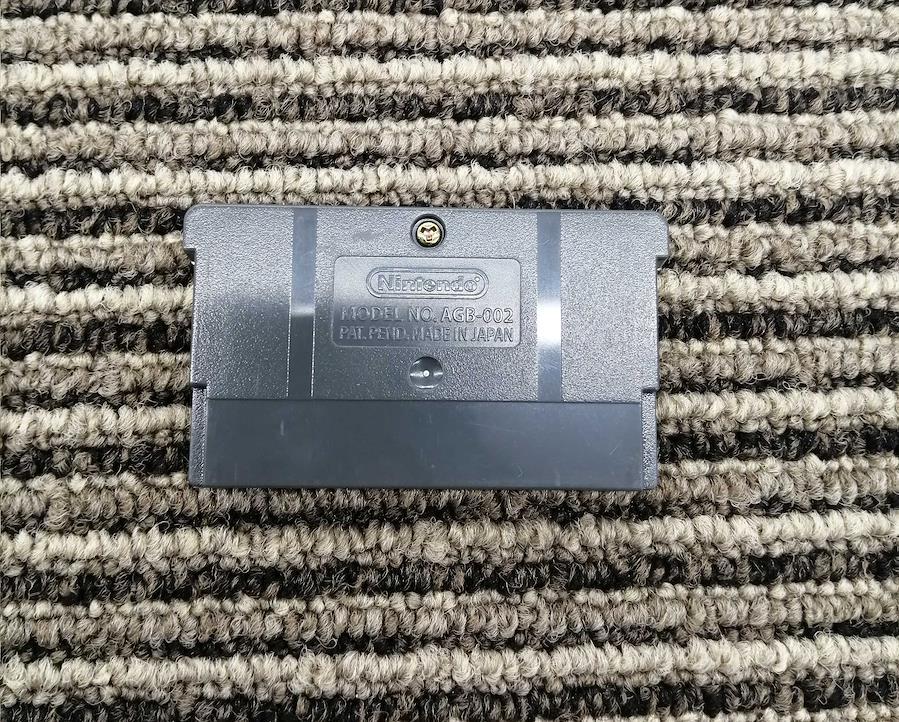 Nintendo®
MODEL NO. AGB-002
PAT. PEND. MADE IN JAPAN